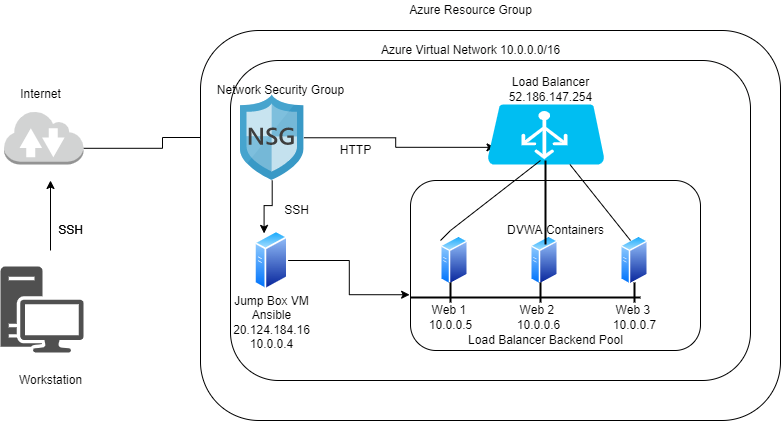 Azure Resource Group
Azure Virtual Network 10.0.0.0/16
Internet
Network Security Group
Load Balancer
52.186.147.254
NSG
HTTP
SSH
SSH
DVWA Containers
Jump Box VM
Ansible
20.124.184.16
10.0.0.4
Web 1
10.0.0.5
Web 2
10.0.0.6
Web 3
10.0.0.7
Load Balancer Backend Pool
Workstation